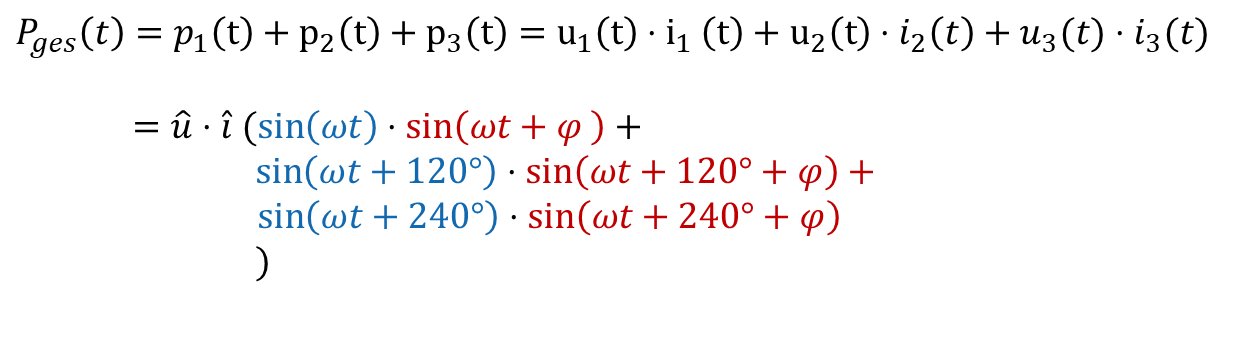 P_ges(t) = p₁(t) + p₂(t) + p₃(t) = u₁(t) · i₁ (t) + u₂(t) · i₂(t) + u₃(t) · i₃(t)
= û · î (sin(ωt) · sin(ωt + φ ) +
sin(ωt + 120°) · sin(ωt + 120° + φ) +
sin(ωt + 240°) · sin(ωt + 240° + φ)
)